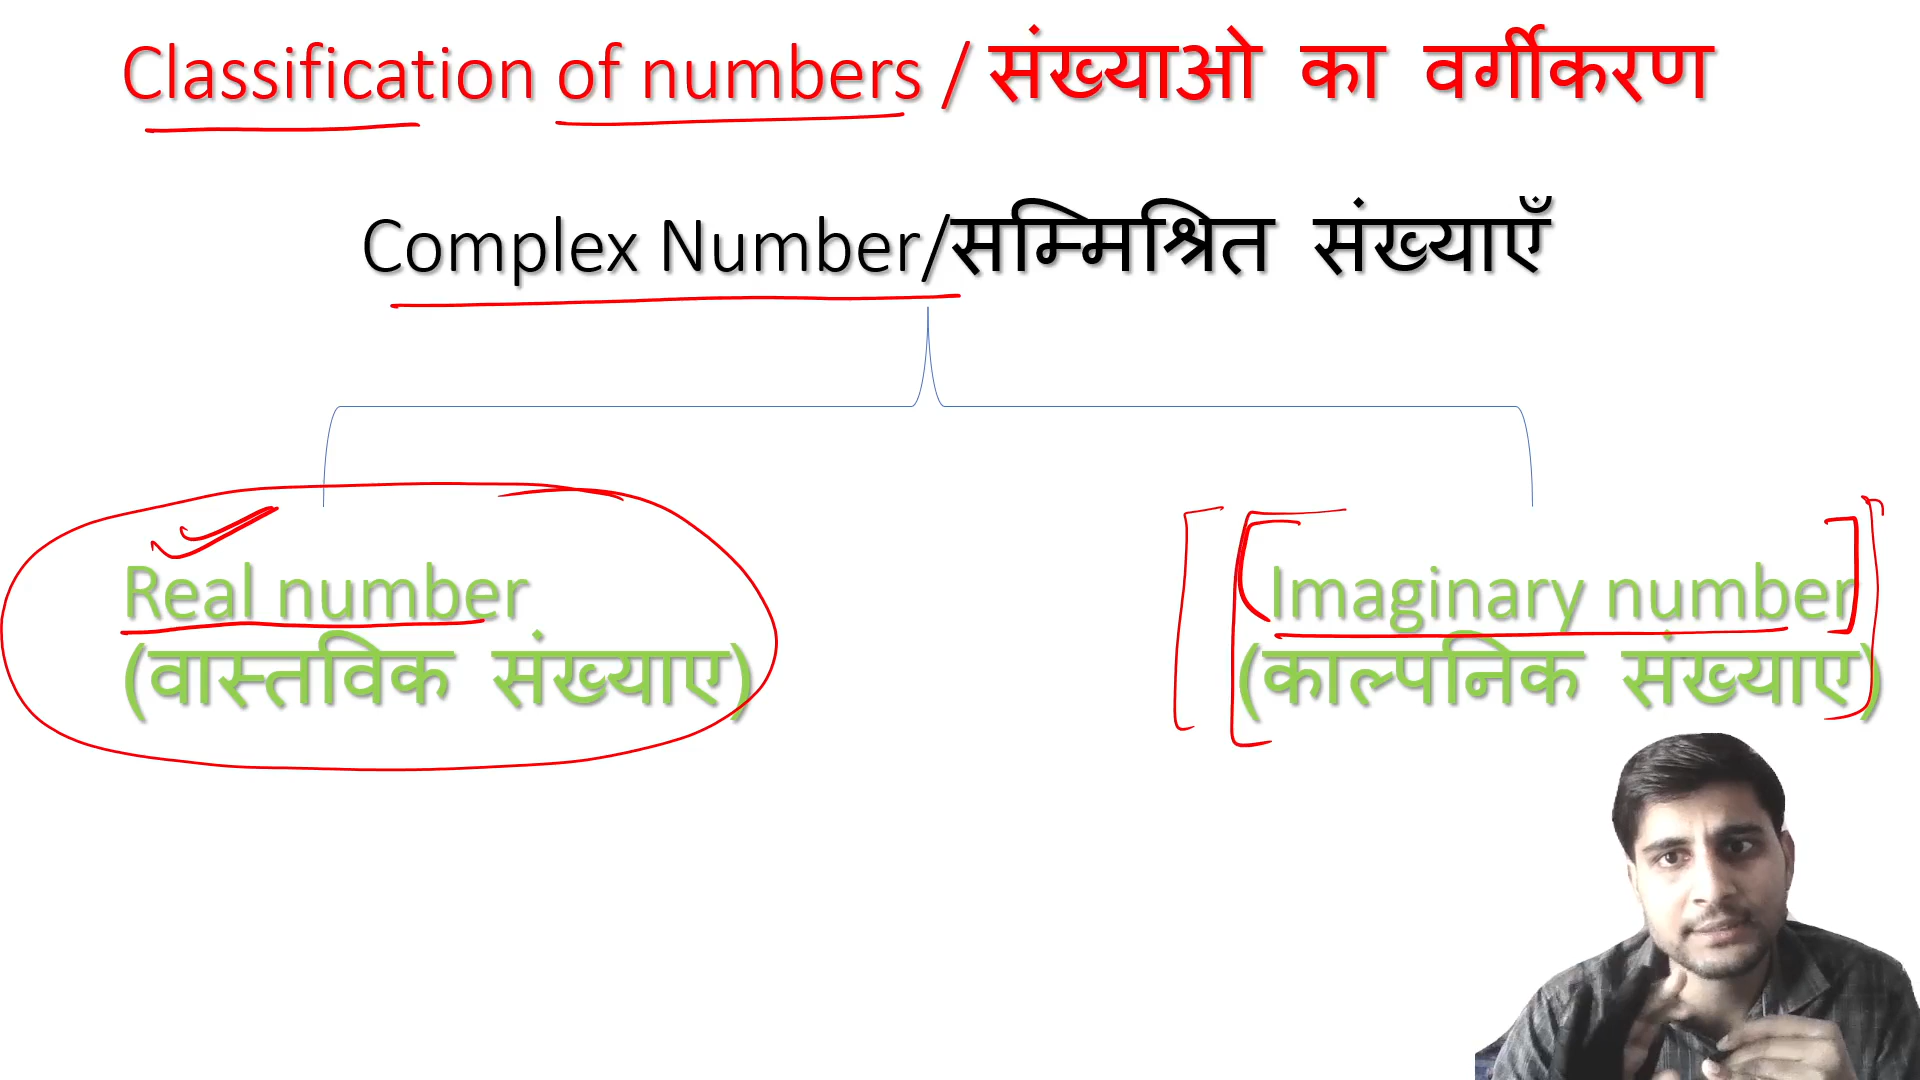 Classification of numbers / संख्याओ का वर्गीकरण
Complex Number/सम्मिश्रित संख्याएँ
Real number
(वास्तविक संख्याए)
Imaginary number
(काल्पनिक संख्याए)